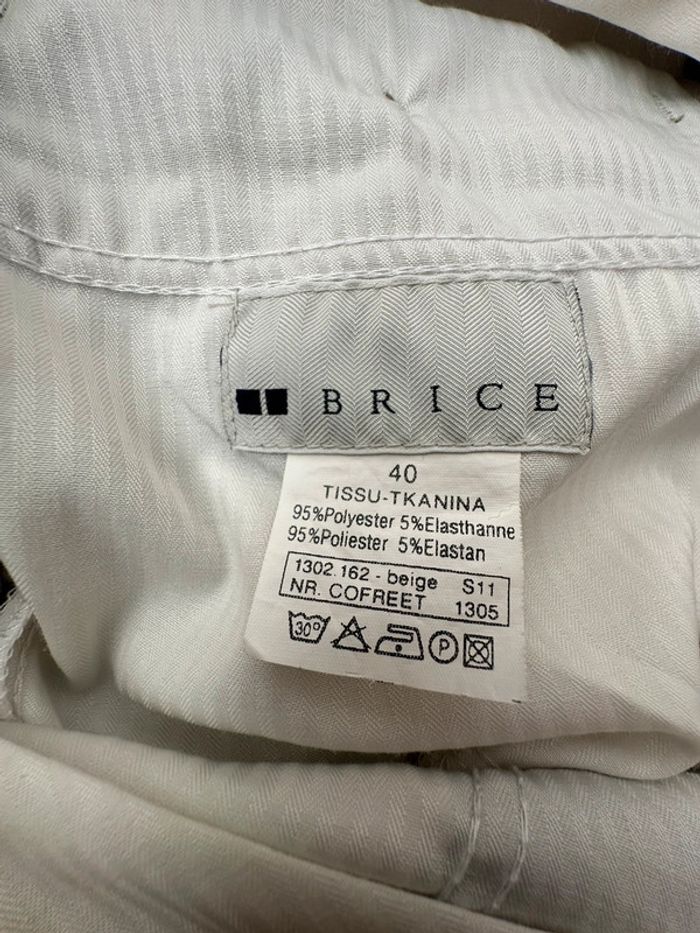 BRICE
40
TISSU-TKANINA
95%Polyester 5%Elasthanne
95%Poliester 5%Elastan
1302.162 - beige S11
NR. COFREET 1305
30° P